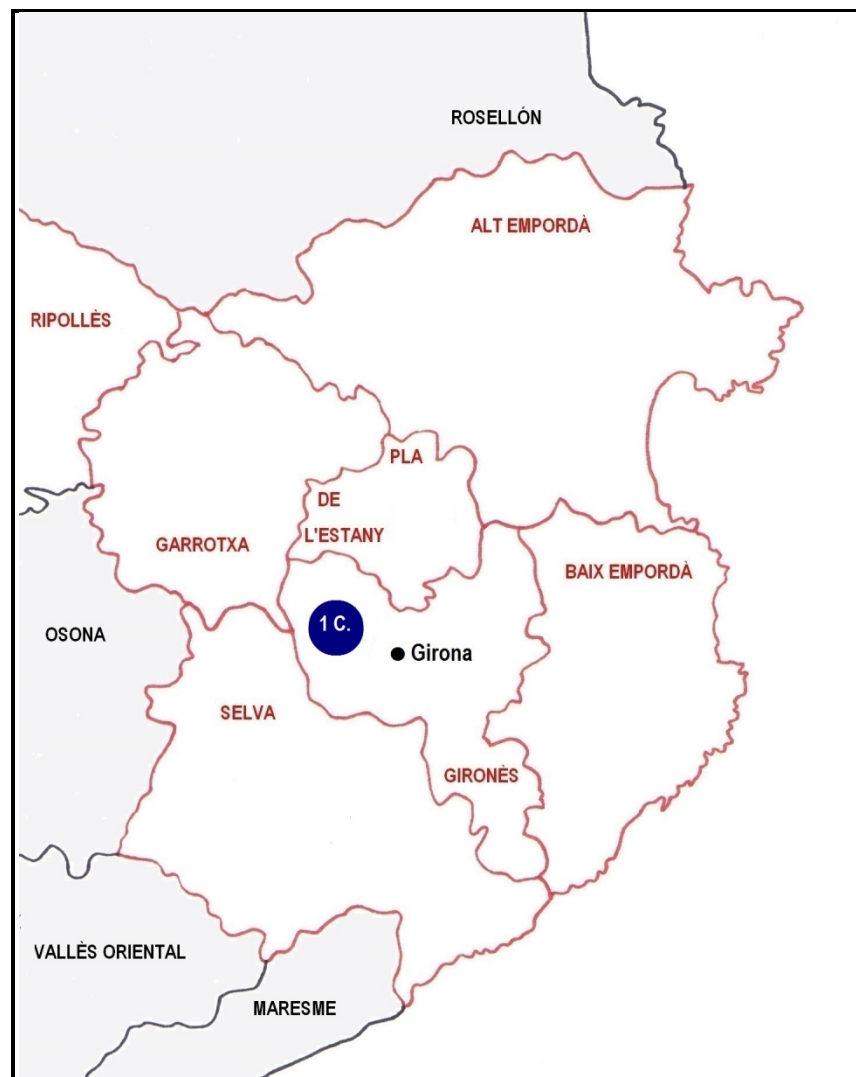 ROSELLÓN
ALT EMPORDÀ
RIPOLLÈS
PLA
DE
L'ESTANY
GARROTXA
BAIX EMPORDÀ
OSONA
1 C.
Girona
SELVA
GIRONÈS
VALLÈS ORIENTAL
MARESME